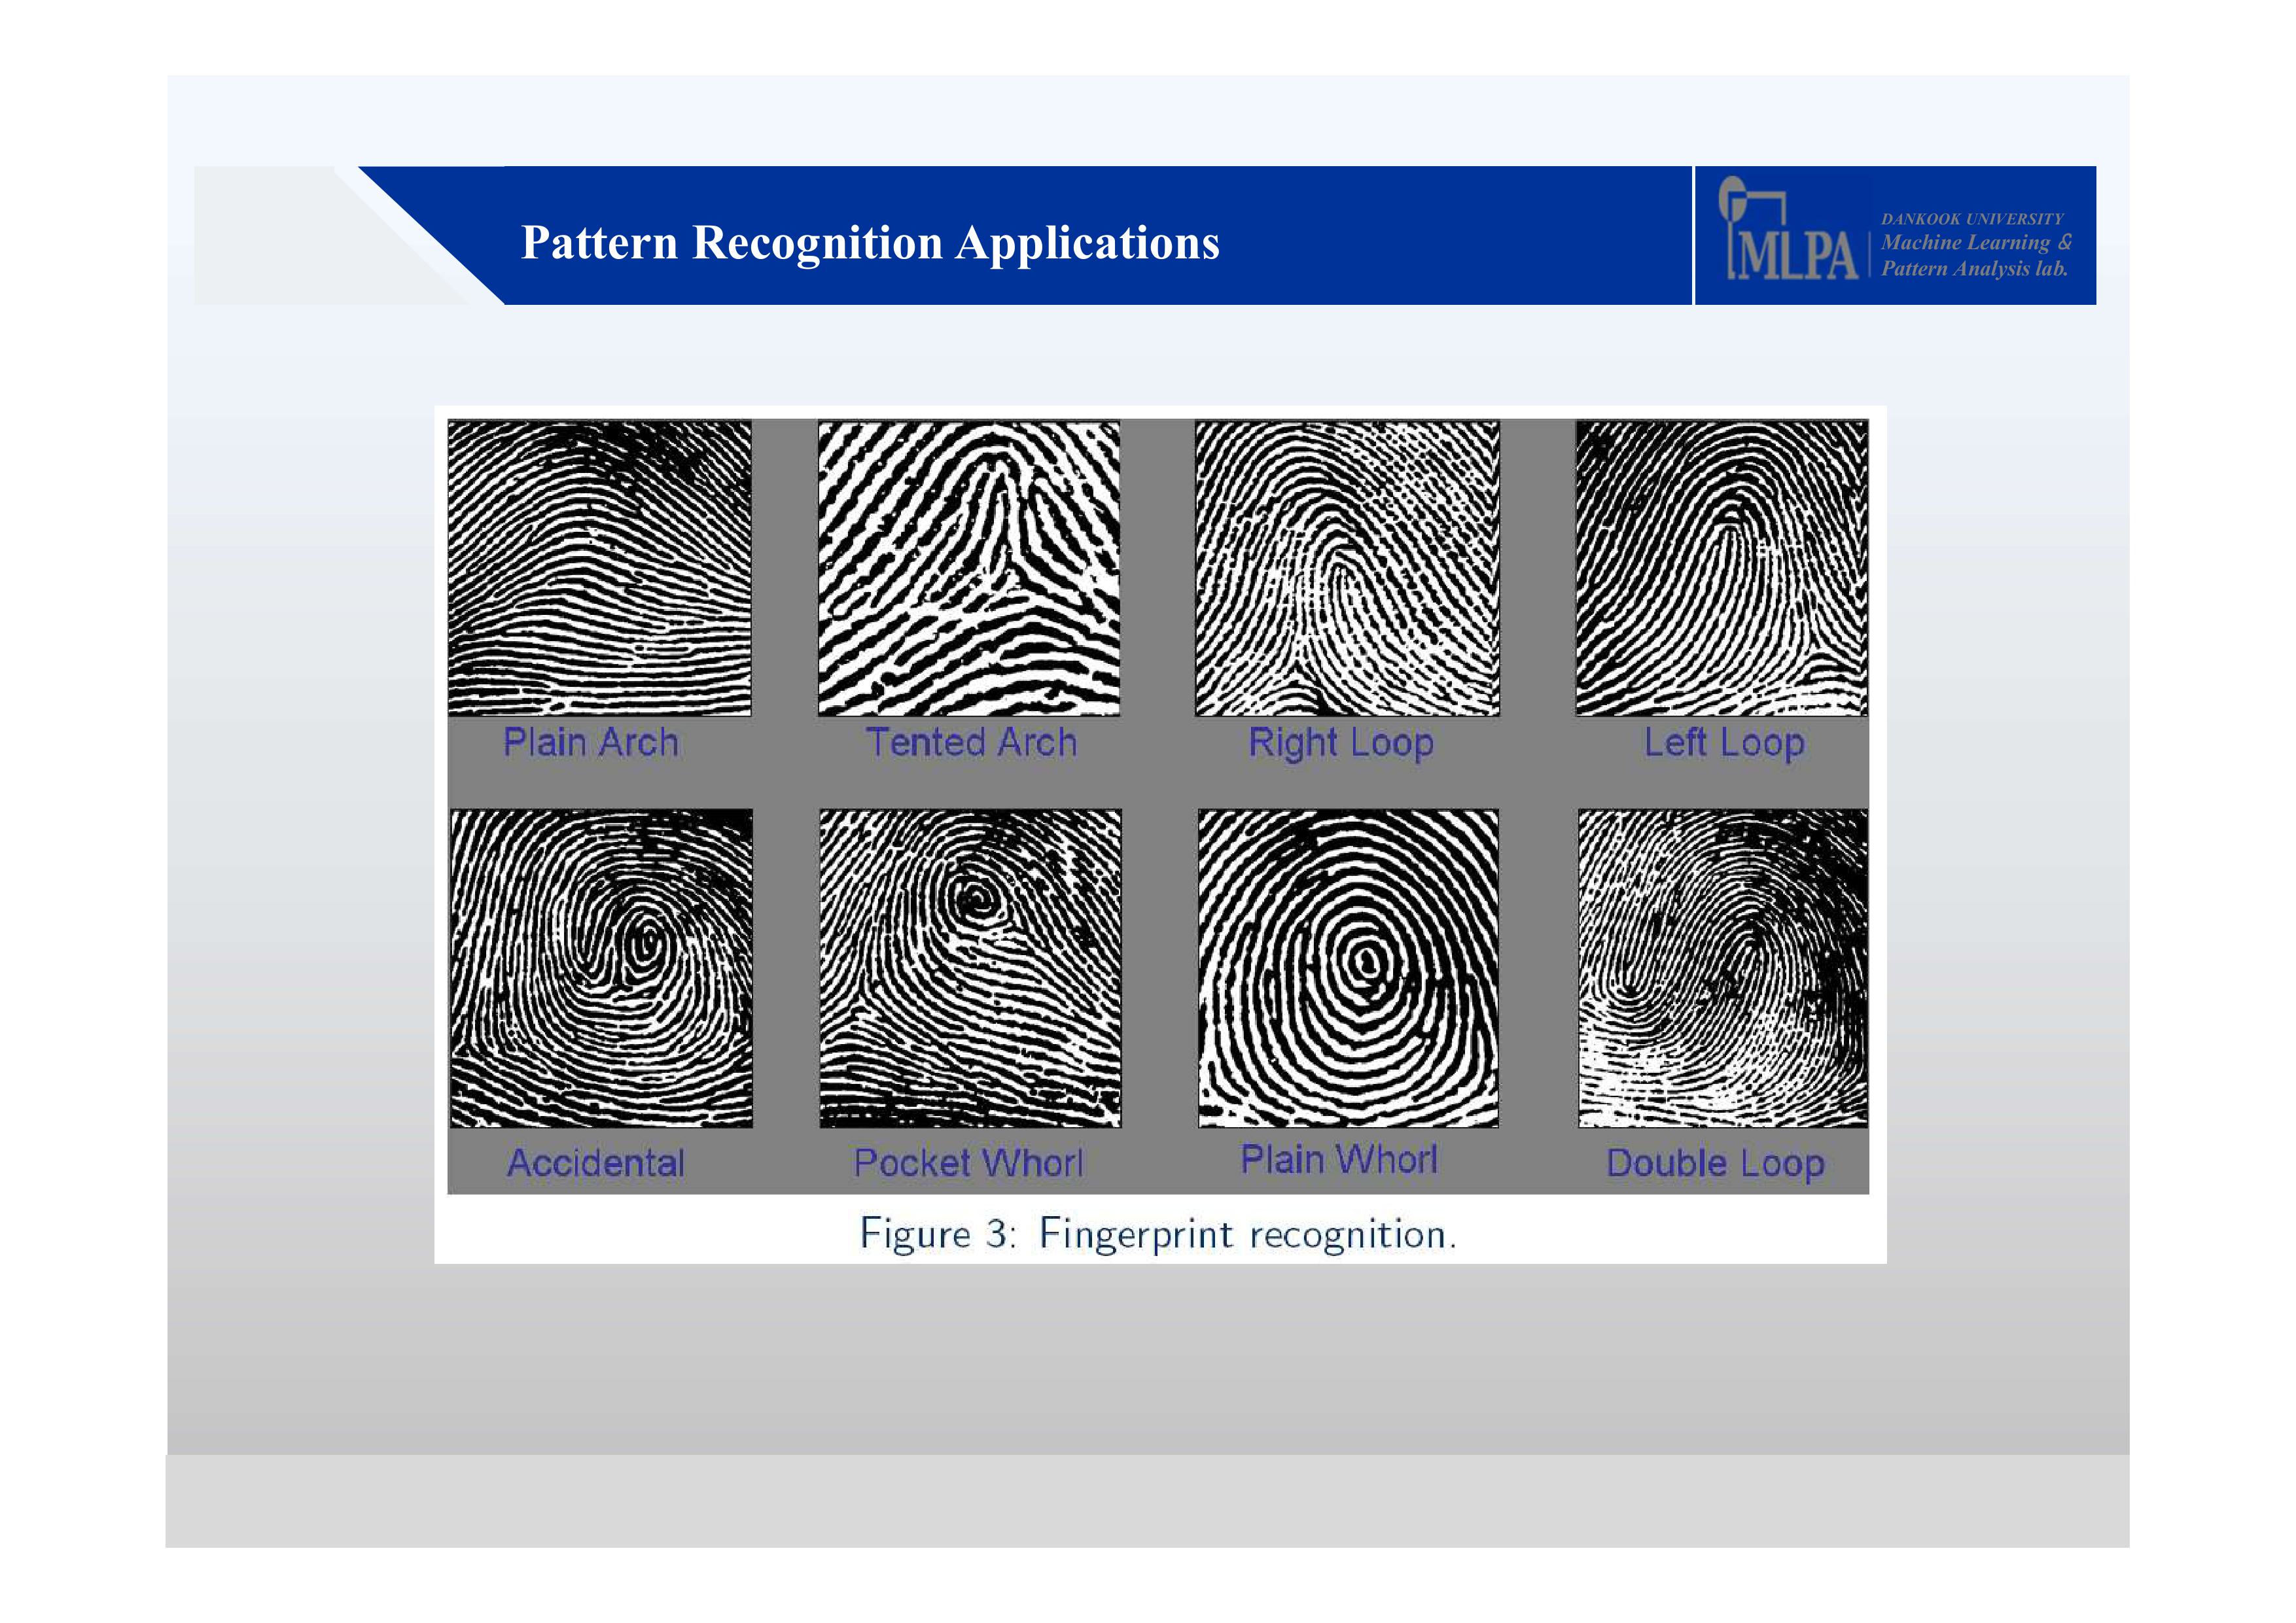 Pattern Recognition Applications
MLPA
DANKOOK UNIVERSITY
Machine Learning &
Pattern Analysis lab.
Plain Arch
Tented Arch
Right Loop
Left Loop
Accidental
Pocket Whorl
Plain Whorl
Double Loop
Figure 3: Fingerprint recognition.